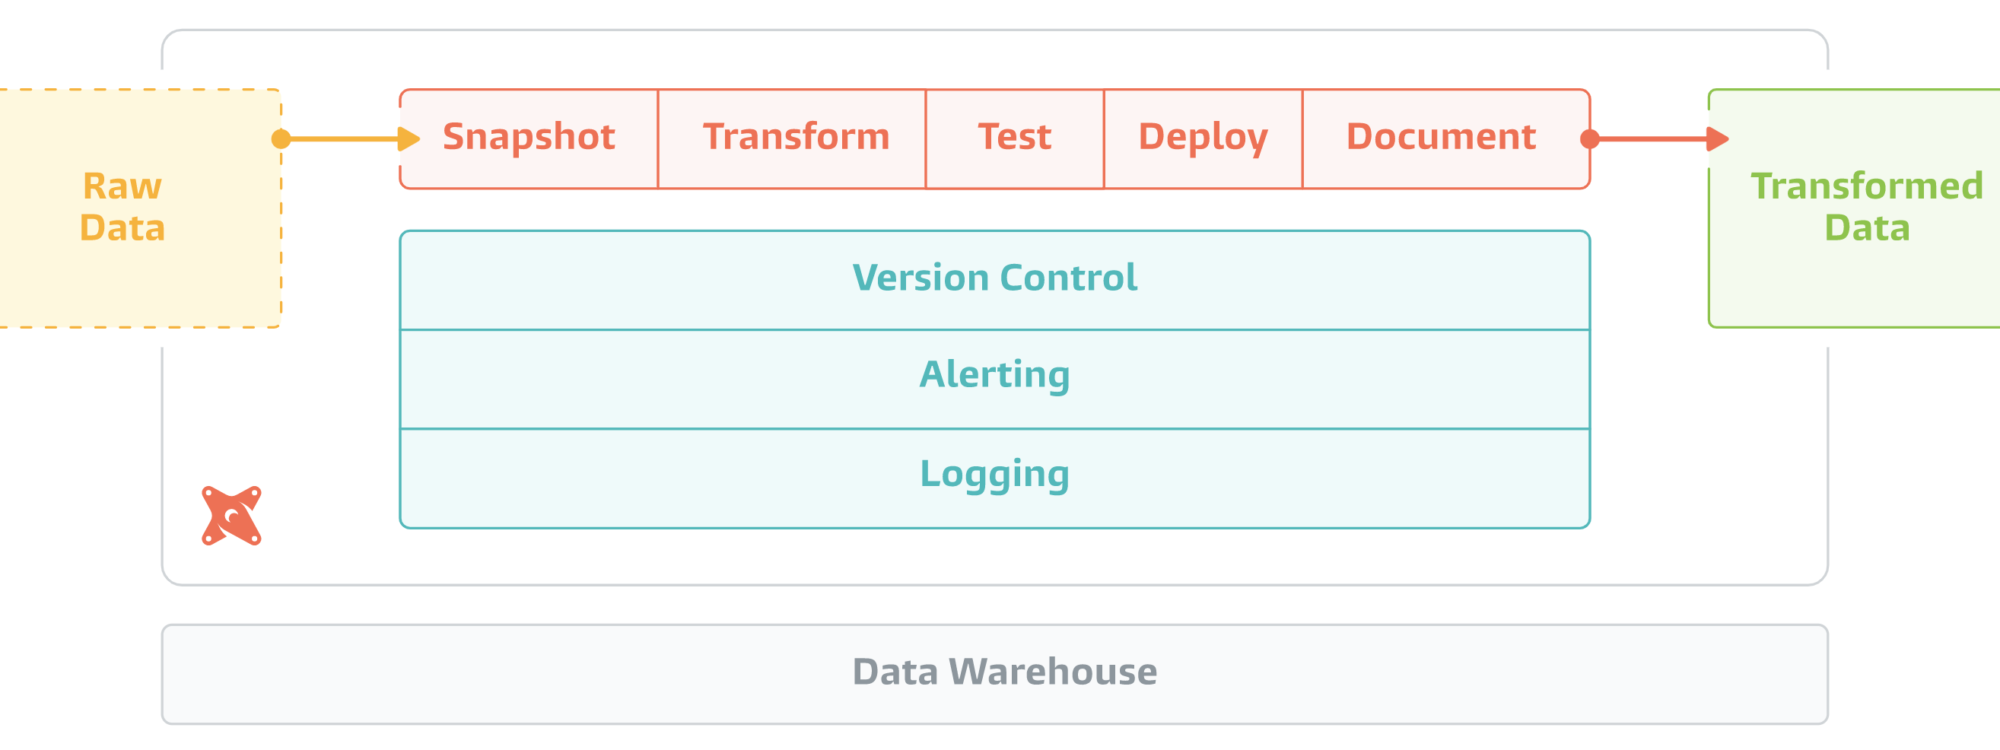 Raw
Data
Snapshot
Transform
Test
Deploy
Document
Transformed
Data
Version Control
Alerting
Logging
Data Warehouse